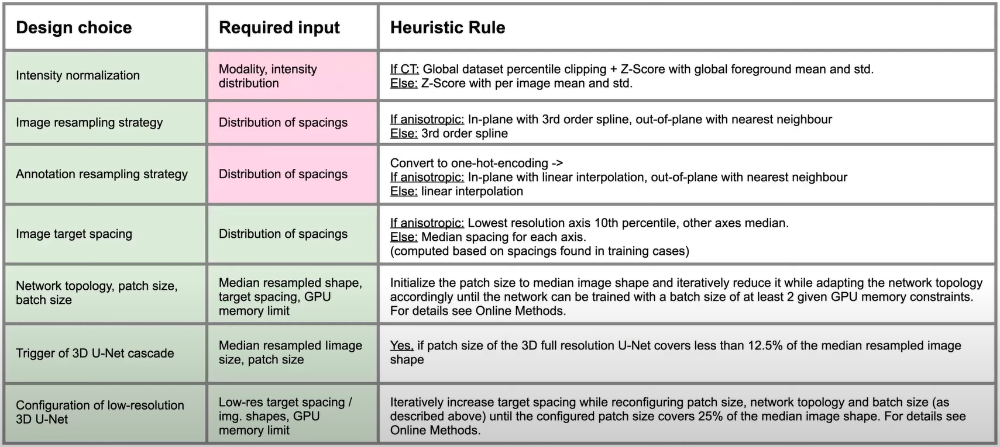 Design choice
Required input
Heuristic Rule
Intensity normalization
Modality, intensity
distribution
If CT: Global dataset percentile clipping + Z-Score with global foreground mean and std.
Else: Z-Score with per image mean and std.
Image resampling strategy
Distribution of spacings
If anisotropic: In-plane with 3rd order spline, out-of-plane with nearest neighbour
Else: 3rd order spline
Annotation resampling strategy
Distribution of spacings
Convert to one-hot-encoding ->
If anisotropic: In-plane with linear interpolation, out-of-plane with nearest neighbour
Else: linear interpolation
Image target spacing
Distribution of spacings
If anisotropic: Lowest resolution axis 10th percentile, other axes median.
Else: Median spacing for each axis.
(computed based on spacings found in training cases)
Network topology, patch size,
batch size
Median resampled shape,
target spacing, GPU
memory limit
Initialize the patch size to median image shape and iteratively reduce it while adapting the network topology
accordingly until the network can be trained with a batch size of at least 2 given GPU memory constraints.
For details see Online Methods.
Trigger of 3D U-Net cascade
Median resampled Iimage
size, patch size
Yes, if patch size of the 3D full resolution U-Net covers less than 12.5% of the median resampled image
shape
Configuration of low-resolution
3D U-Net
Low-res target spacing /
img. shapes, GPU
memory limit
Iteratively increase target spacing while reconfiguring patch size, network topology and batch size (as
described above) until the configured patch size covers 25% of the median image shape. For details see
Online Methods.